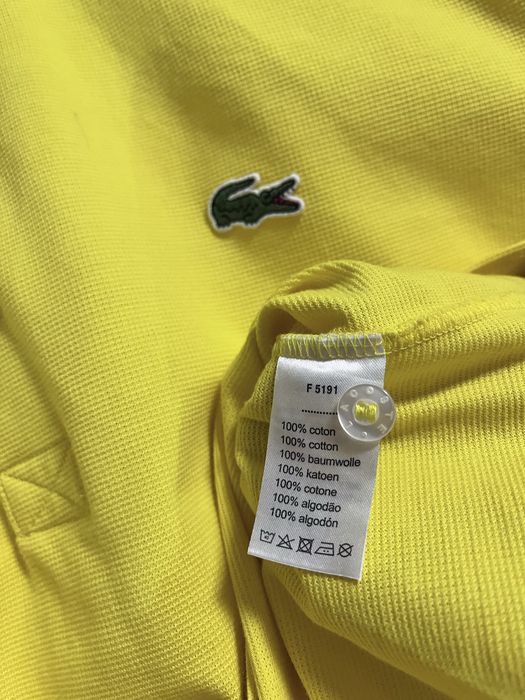 F 5191
............
100% coton
100% cotton
100% baumwolle
100% katoen
100% cotone
100% algodão
100% algodón